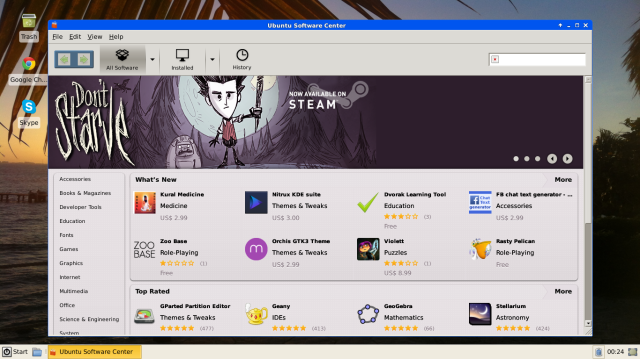 Ubuntu Software Center
File Edit View Help
All Software
Installed
History
Trash
Google Ch...
Skype
Don't Starve
NOW AVAILABLE ON
STEAM
Accessories
Books & Magazines
Developer Tools
Education
Fonts
Games
Graphics
Internet
Multimedia
Office
Science & Engineering
System
What's New More
Kural Medicine
Medicine
US$ 2.99
Nitrux KDE suite
Themes & Tweaks
US$ 3.00
Dvorak Learning Tool
Education
(3)
Free
FB chat text generator - ...
Accessories
US$ 2.99
f Chat Text generator
ZOO BASE
Zoo Base
Role-Playing
(1)
Free
m
Orchis GTK3 Theme
Themes & Tweaks
US$ 2.99
Violett
Puzzles
(1)
US$ 8.99
Rasty Pelican
Role-Playing
Free
Top Rated More
GParted Partition Editor
Themes & Tweaks
(477)
Geany
IDEs
(413)
GeoGebra
Mathematics
(66)
Stellarium
Astronomy
(424)
Start
Ubuntu Software Center
00:24